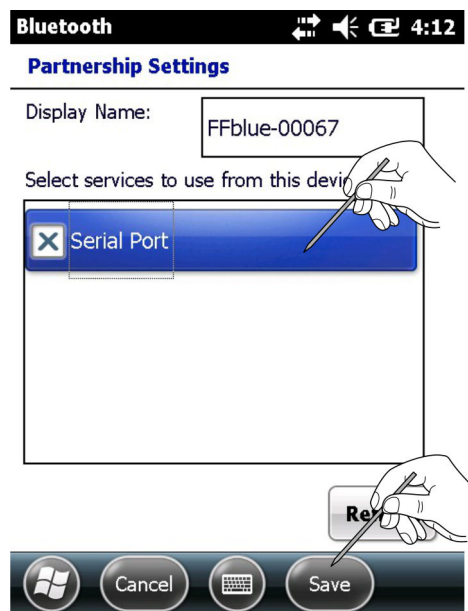 Bluetooth 4:12
Partnership Settings
Display Name:
FFblue-00067
Select services to use from this
Serial Port
Cancel Save